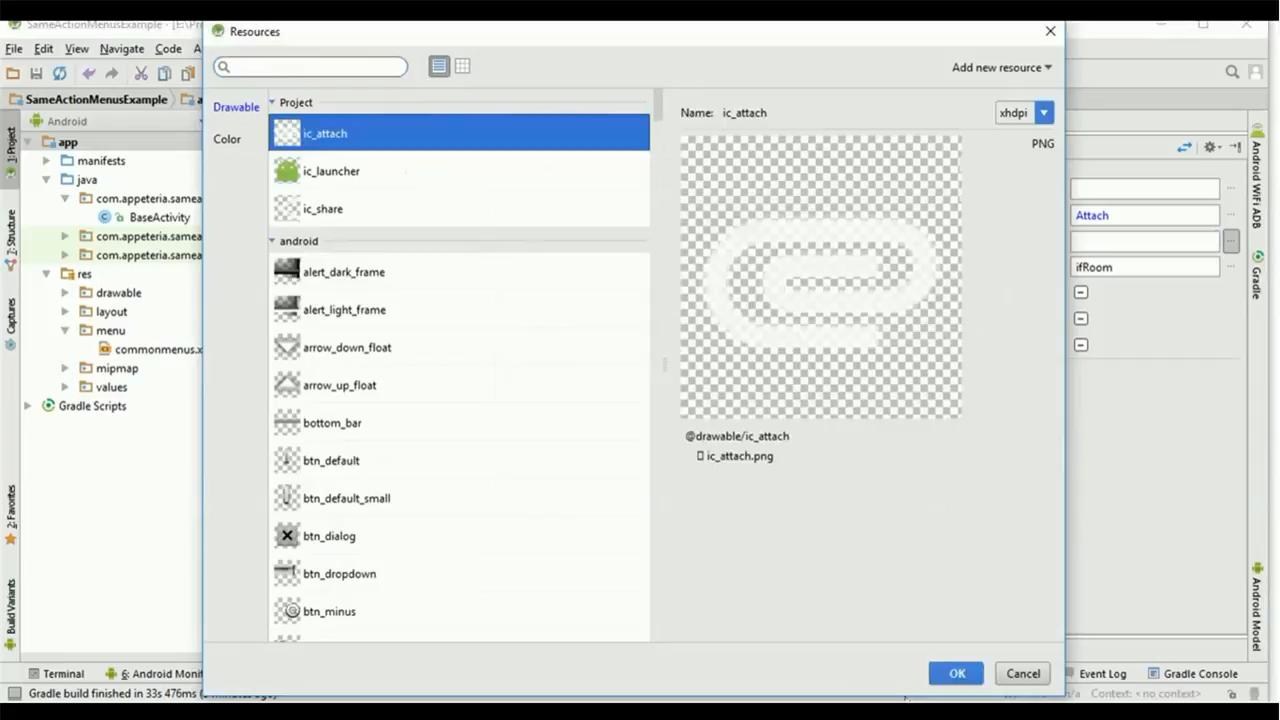 SameActionMenusExample - [E:\Pr
Resources
File Edit View Navigate Code A
Add new resource
SameActionMenusExample
Drawable
Color
Project
ic_attach
ic_launcher
ic_share
android
alert_dark_frame
alert_light_frame
arrow_down_float
arrow_up_float
bottom_bar
btn_default
btn_default_small
btn_dialog
btn_dropdown
btn_minus
Name: ic_attach
xhdpi
PNG
@drawable/ic_attach
ic_attach.png
OK
Cancel
Android
app
manifests
java
com.appeteria.samea
BaseActivity
com.appeteria.samea
com.appeteria.samea
res
drawable
layout
menu
commonmenus.x
mipmap
values
Gradle Scripts
1: Project
7: Structure
Captures
2: Favorites
Build Variants
Attach
ifRoom
Android WiFi ADB
Gradle
Android Model
Terminal
6: Android Monit
Event Log
Gradle Console
Gradle build finished in 33s 476ms
n/a Context: <no context>